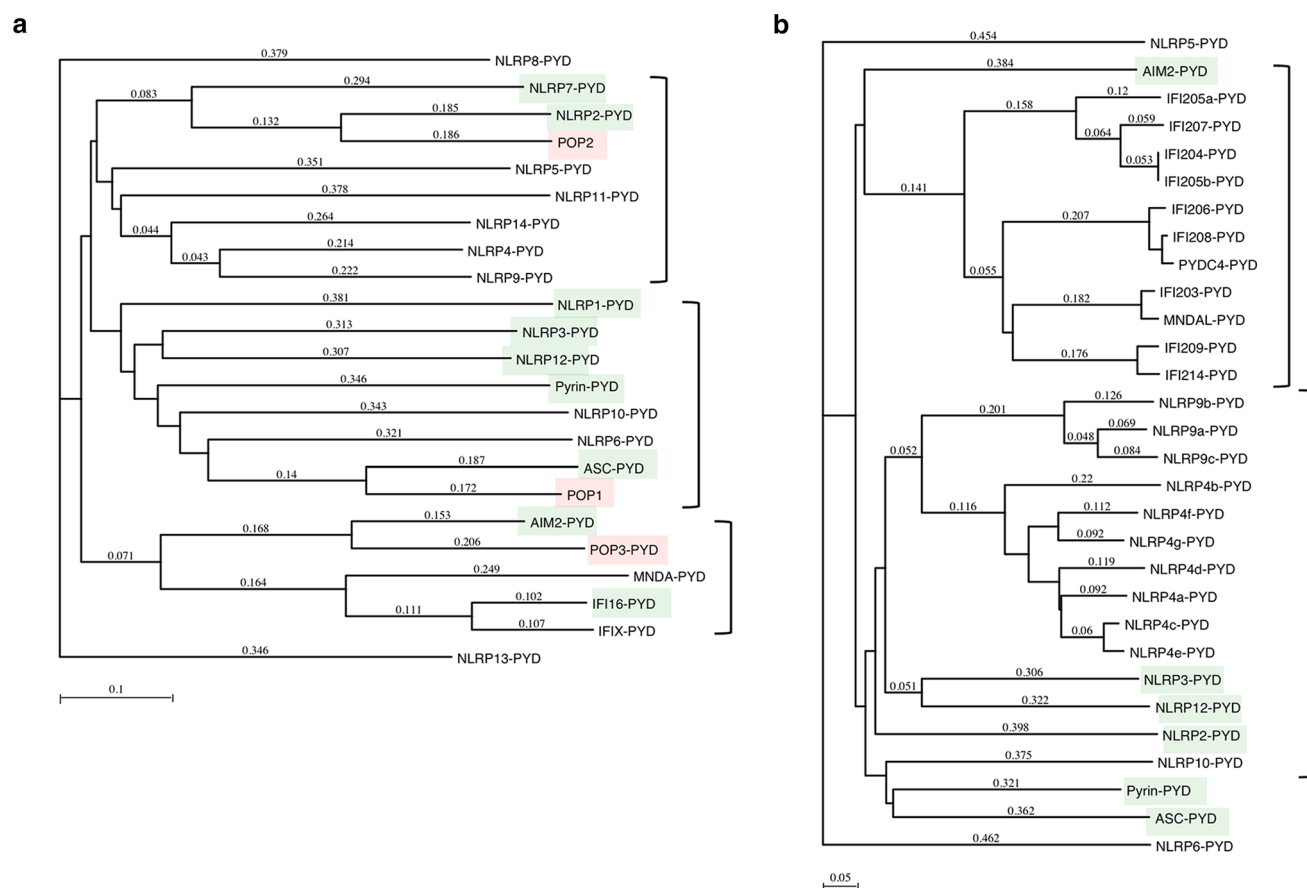 a
0.379
NLRP8-PYD
0.294
NLRP7-PYD
0.083
0.185
NLRP2-PYD
0.132
0.186
POP2
0.351
NLRP5-PYD
0.378
NLRP11-PYD
0.264
NLRP14-PYD
0.044
0.214
NLRP4-PYD
0.043
0.222
NLRP9-PYD
0.381
NLRP1-PYD
0.313
NLRP3-PYD
0.307
NLRP12-PYD
0.346
Pyrin-PYD
0.343
NLRP10-PYD
0.321
NLRP6-PYD
0.187
ASC-PYD
0.14
0.172
POP1
0.153
AIM2-PYD
0.168
0.206
POP3-PYD
0.071
0.249
MNDA-PYD
0.164
0.102
IFI16-PYD
0.111
0.107
IFIX-PYD
0.346
NLRP13-PYD
0.1
b
0.454
NLRP5-PYD
0.384
AIM2-PYD
0.12
IFI205a-PYD
0.158
0.059
IFI207-PYD
0.064
0.053
IFI204-PYD
IFI205b-PYD
0.141
0.207
IFI206-PYD
IFI208-PYD
PYDC4-PYD
0.055
0.182
IFI203-PYD
MNDAL-PYD
0.176
IFI209-PYD
IFI214-PYD
0.126
NLRP9b-PYD
0.201
0.069
NLRP9a-PYD
0.048
0.084
NLRP9c-PYD
0.052
0.22
NLRP4b-PYD
0.116
0.112
NLRP4f-PYD
0.092
NLRP4g-PYD
0.119
NLRP4d-PYD
0.092
NLRP4a-PYD
0.06
NLRP4c-PYD
NLRP4e-PYD
0.306
NLRP3-PYD
0.051
0.322
NLRP12-PYD
0.398
NLRP2-PYD
0.375
NLRP10-PYD
0.321
Pyrin-PYD
0.362
ASC-PYD
0.462
NLRP6-PYD
0.05